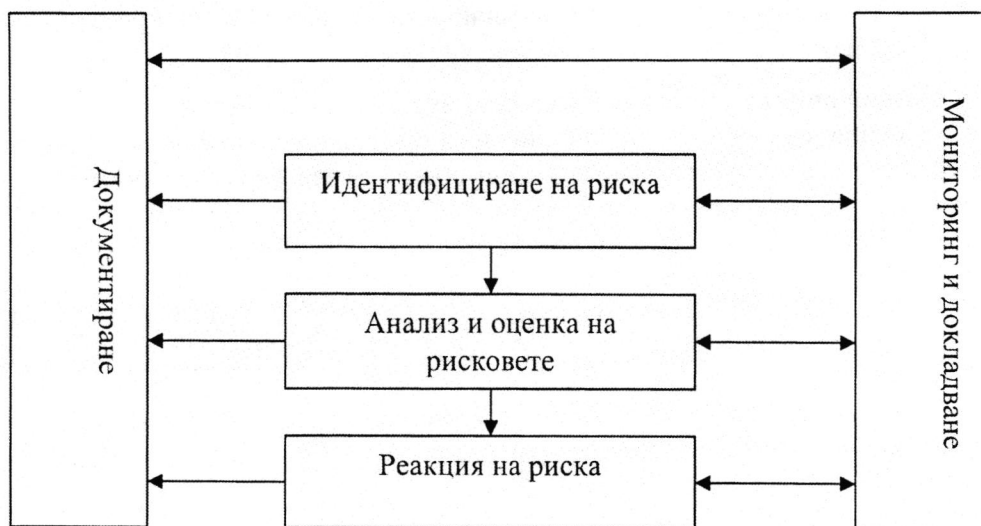 Документиране
Идентифициране на риска
Анализ и оценка на
рисковете
Реакция на риска
Мониторинг и докладване